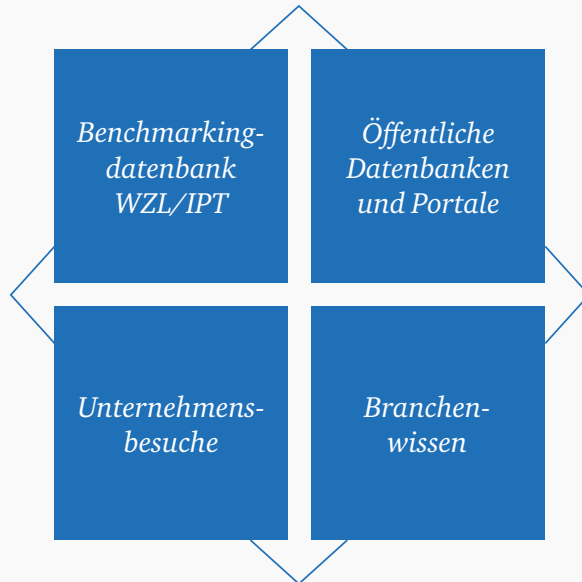 Benchmarking-
datenbank
WZL/IPT
Öffentliche
Datenbanken
und Portale
Unternehmens-
besuche
Branchen-
wissen